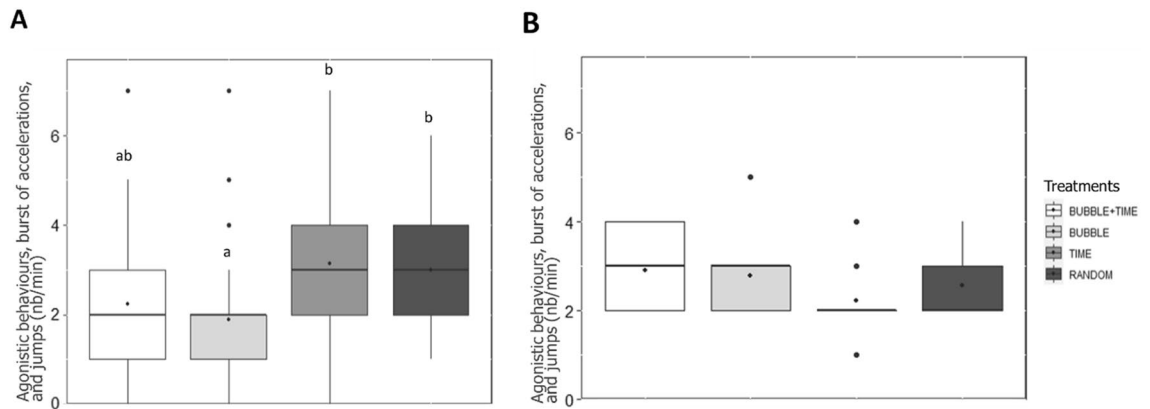 A
Agonistic behaviours, burst of accelerations,
and jumps (nb/min)
6
4
2
0
ab
a
b
b
B
Agonistic behaviours, burst of accelerations,
and jumps (nb/min)
6
4
2
0
Treatments
BUBBLE+TIME
BUBBLE
TIME
RANDOM